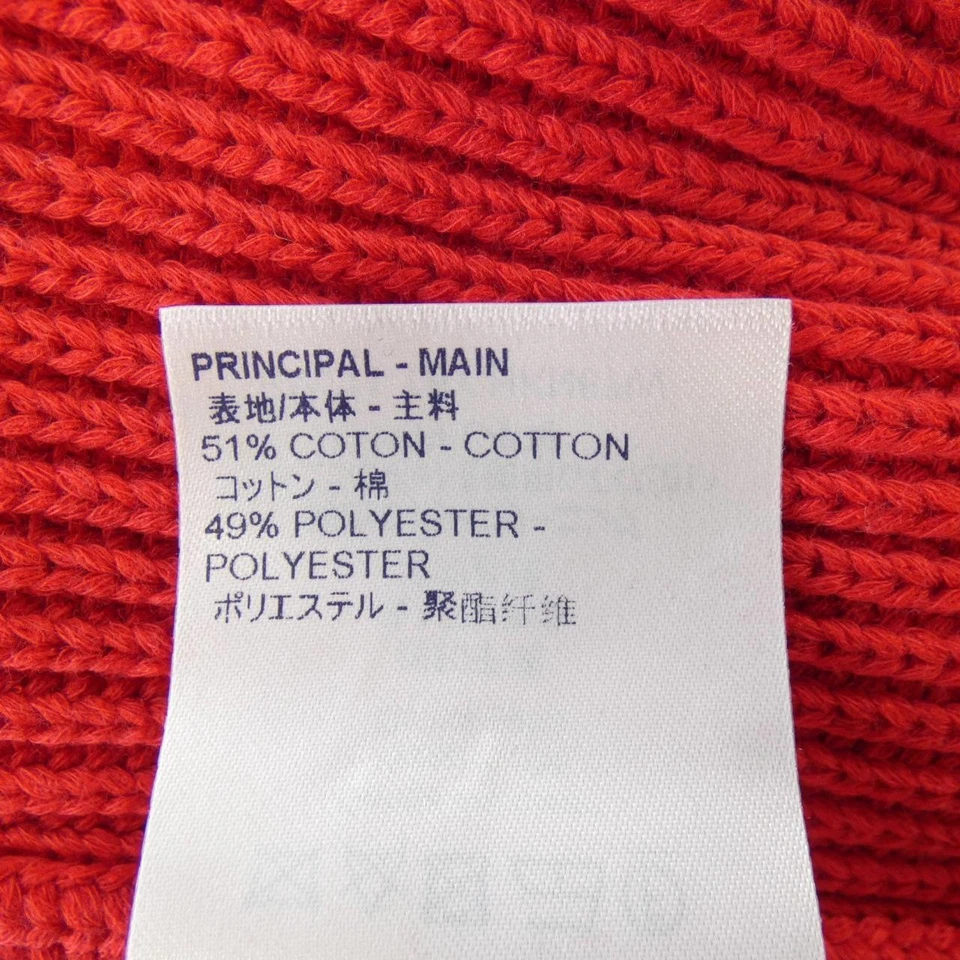 PRINCIPAL - MAIN
表地/本体 - 主料
51% COTON - COTTON
コットン - 棉
49% POLYESTER -
POLYESTER
ポリエステル - 聚酯纤维